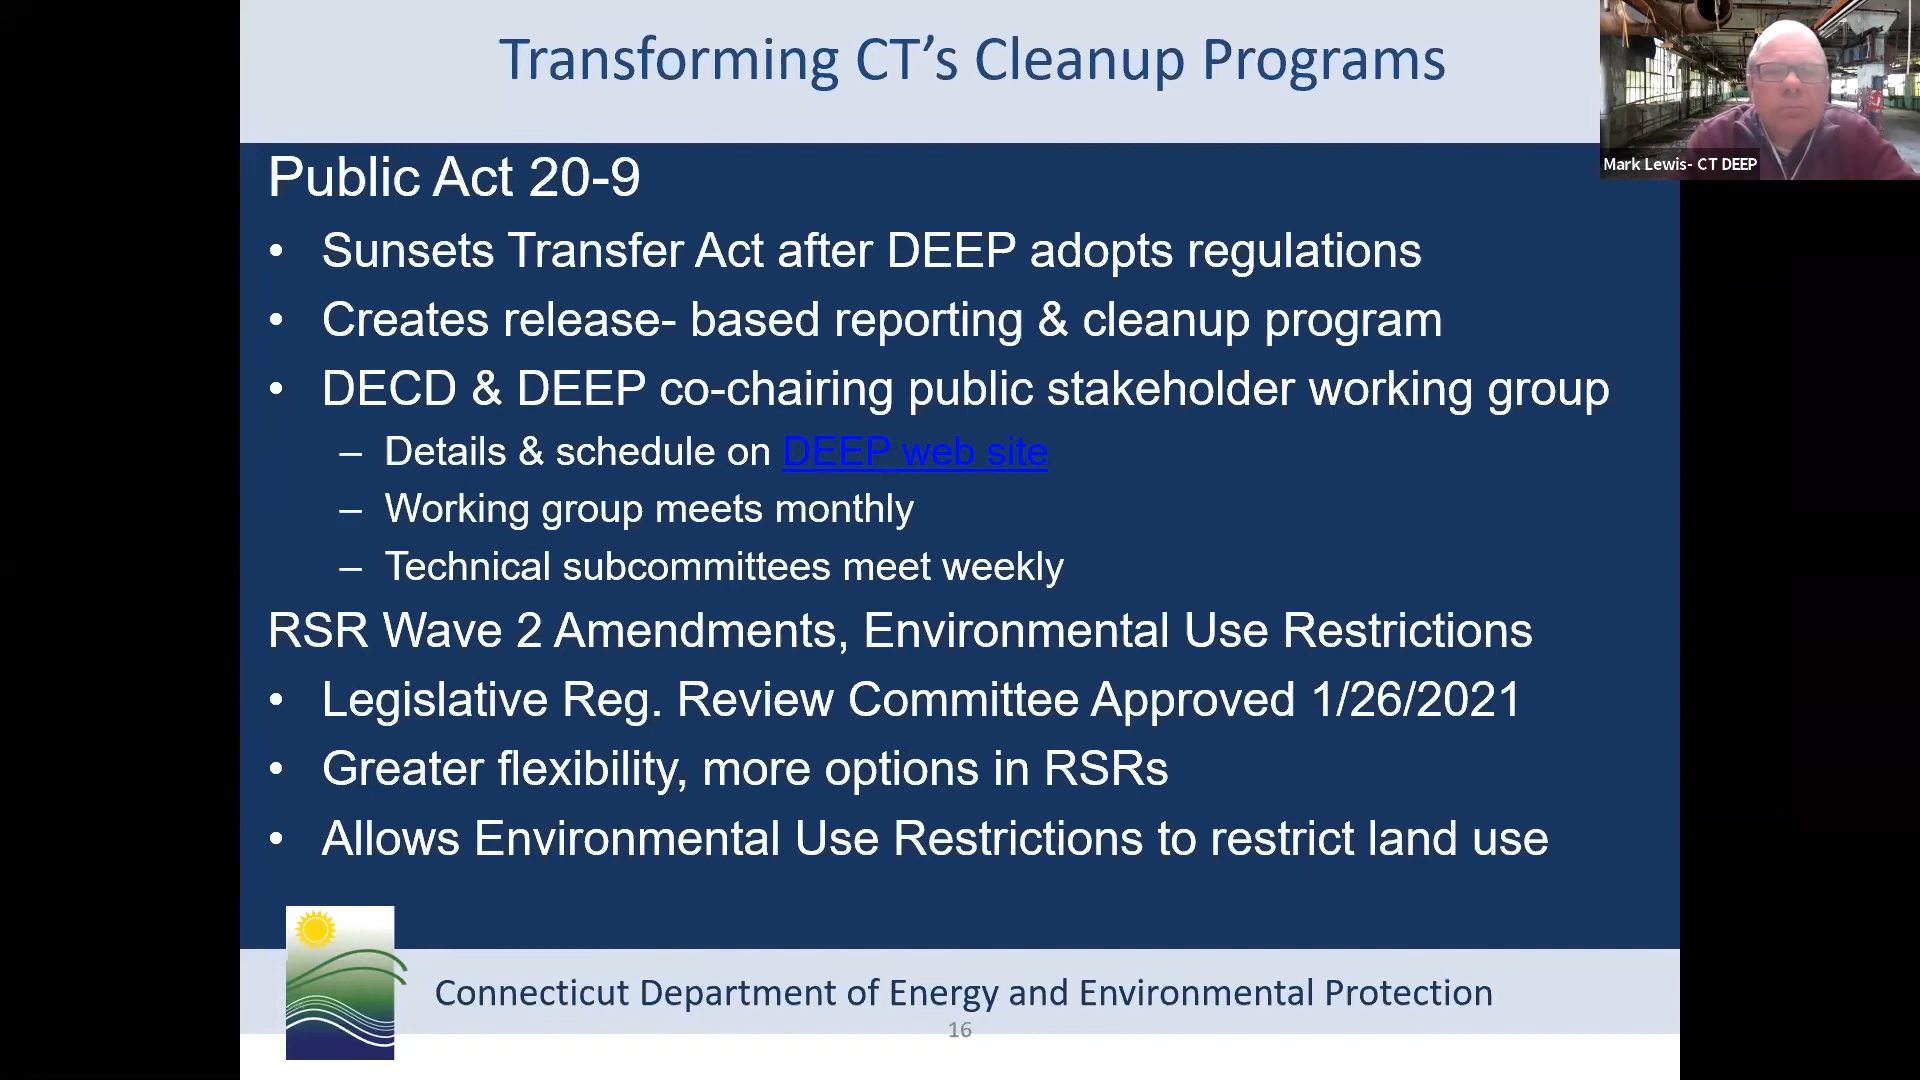 Transforming CT’s Cleanup Programs
Mark Lewis- CT DEEP
Public Act 20-9
• Sunsets Transfer Act after DEEP adopts regulations
• Creates release- based reporting & cleanup program
• DECD & DEEP co-chairing public stakeholder working group
– Details & schedule on DEEP web site
– Working group meets monthly
– Technical subcommittees meet weekly
RSR Wave 2 Amendments, Environmental Use Restrictions
• Legislative Reg. Review Committee Approved 1/26/2021
• Greater flexibility, more options in RSRs
• Allows Environmental Use Restrictions to restrict land use
Connecticut Department of Energy and Environmental Protection
16